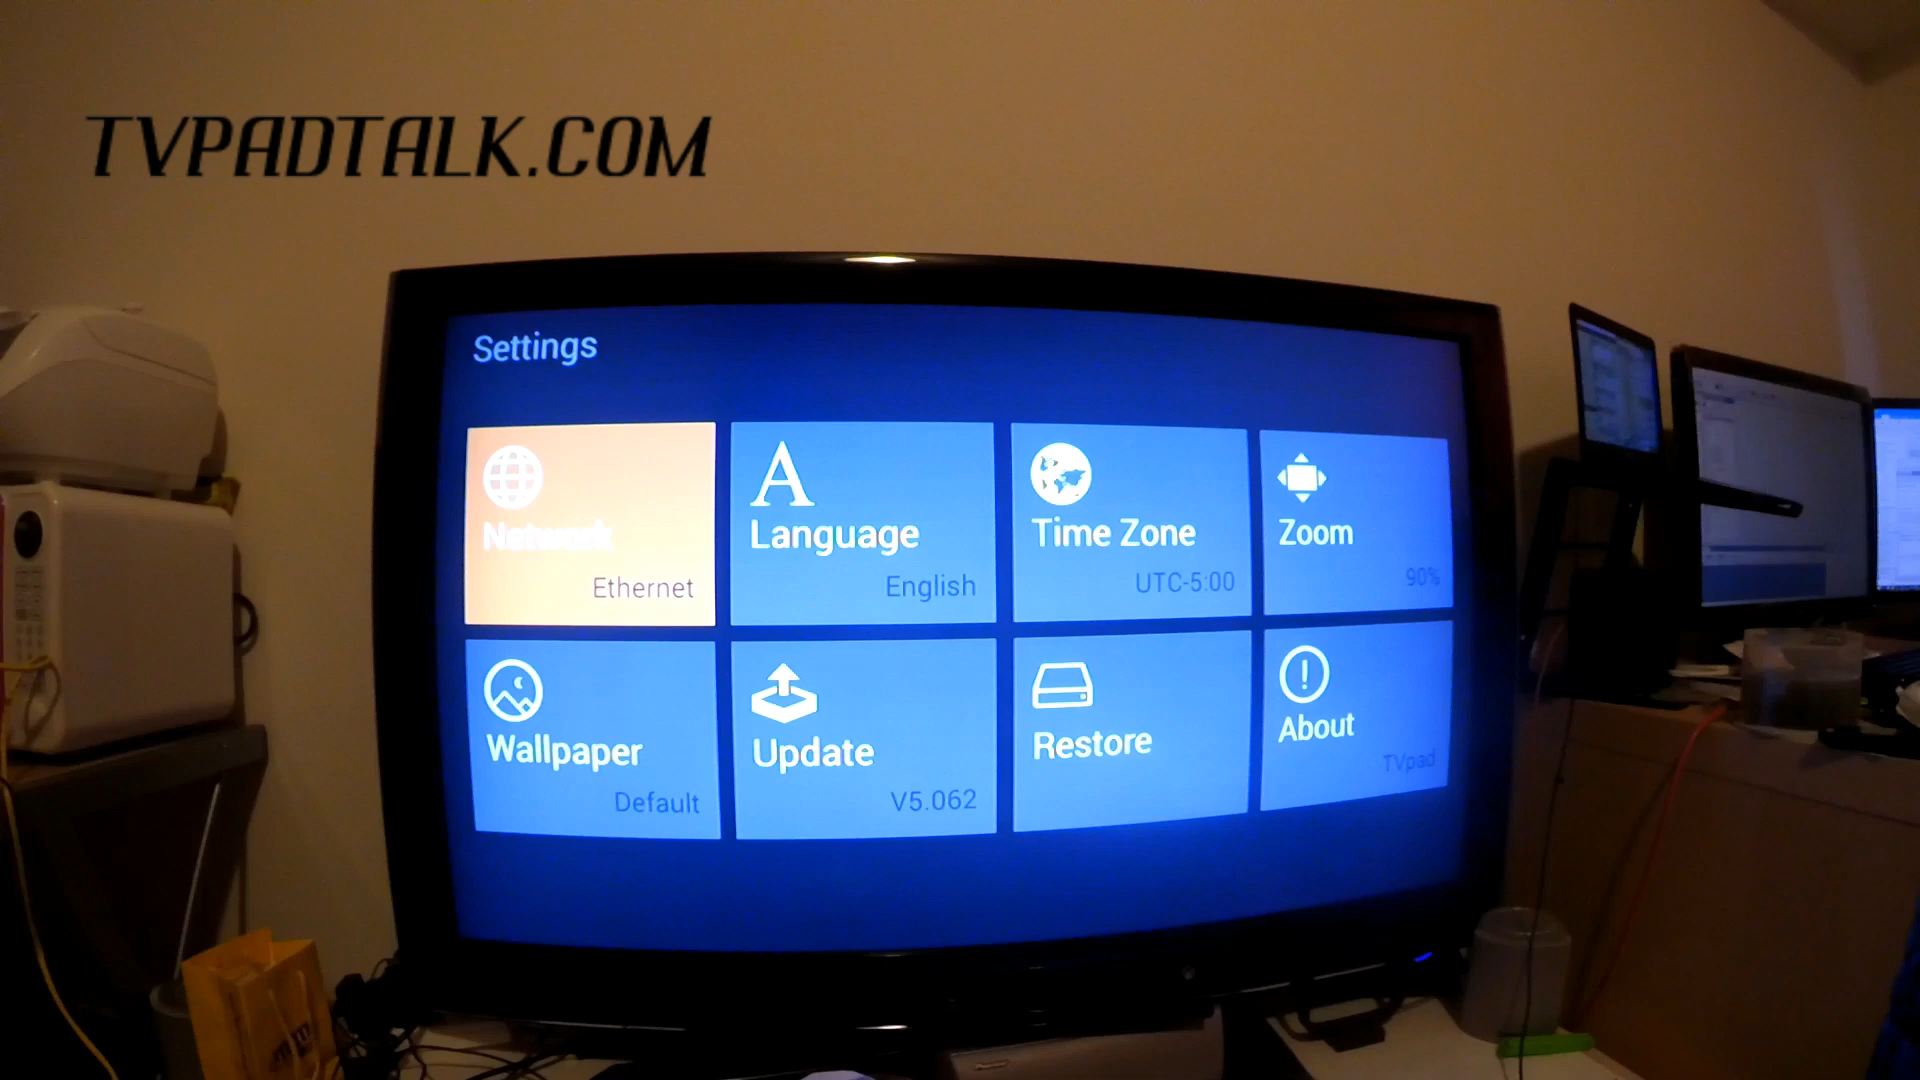 TVPADTALK.COM
Settings
Network
Ethernet
Language
English
Time Zone
UTC-5:00
Zoom
90%
Wallpaper
Default
Update
V5.062
Restore
About
TVpad